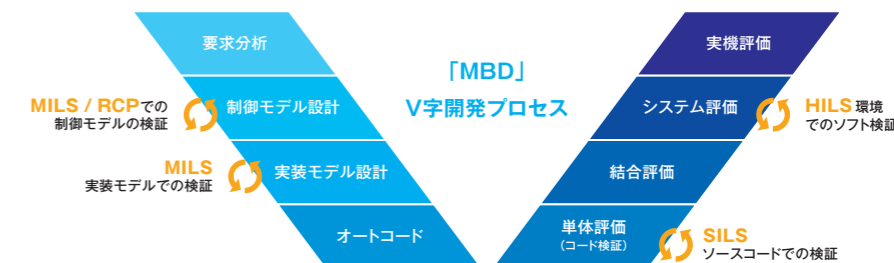 要求分析
制御モデル設計
実装モデル設計
オートコード
MILS / RCPでの
制御モデルの検証
MILS
実装モデルでの検証
「MBD」
V字開発プロセス
実機評価
システム評価
結合評価
単体評価
(コード検証)
HILS環境
でのソフト検証
SILS
ソースコードでの検証